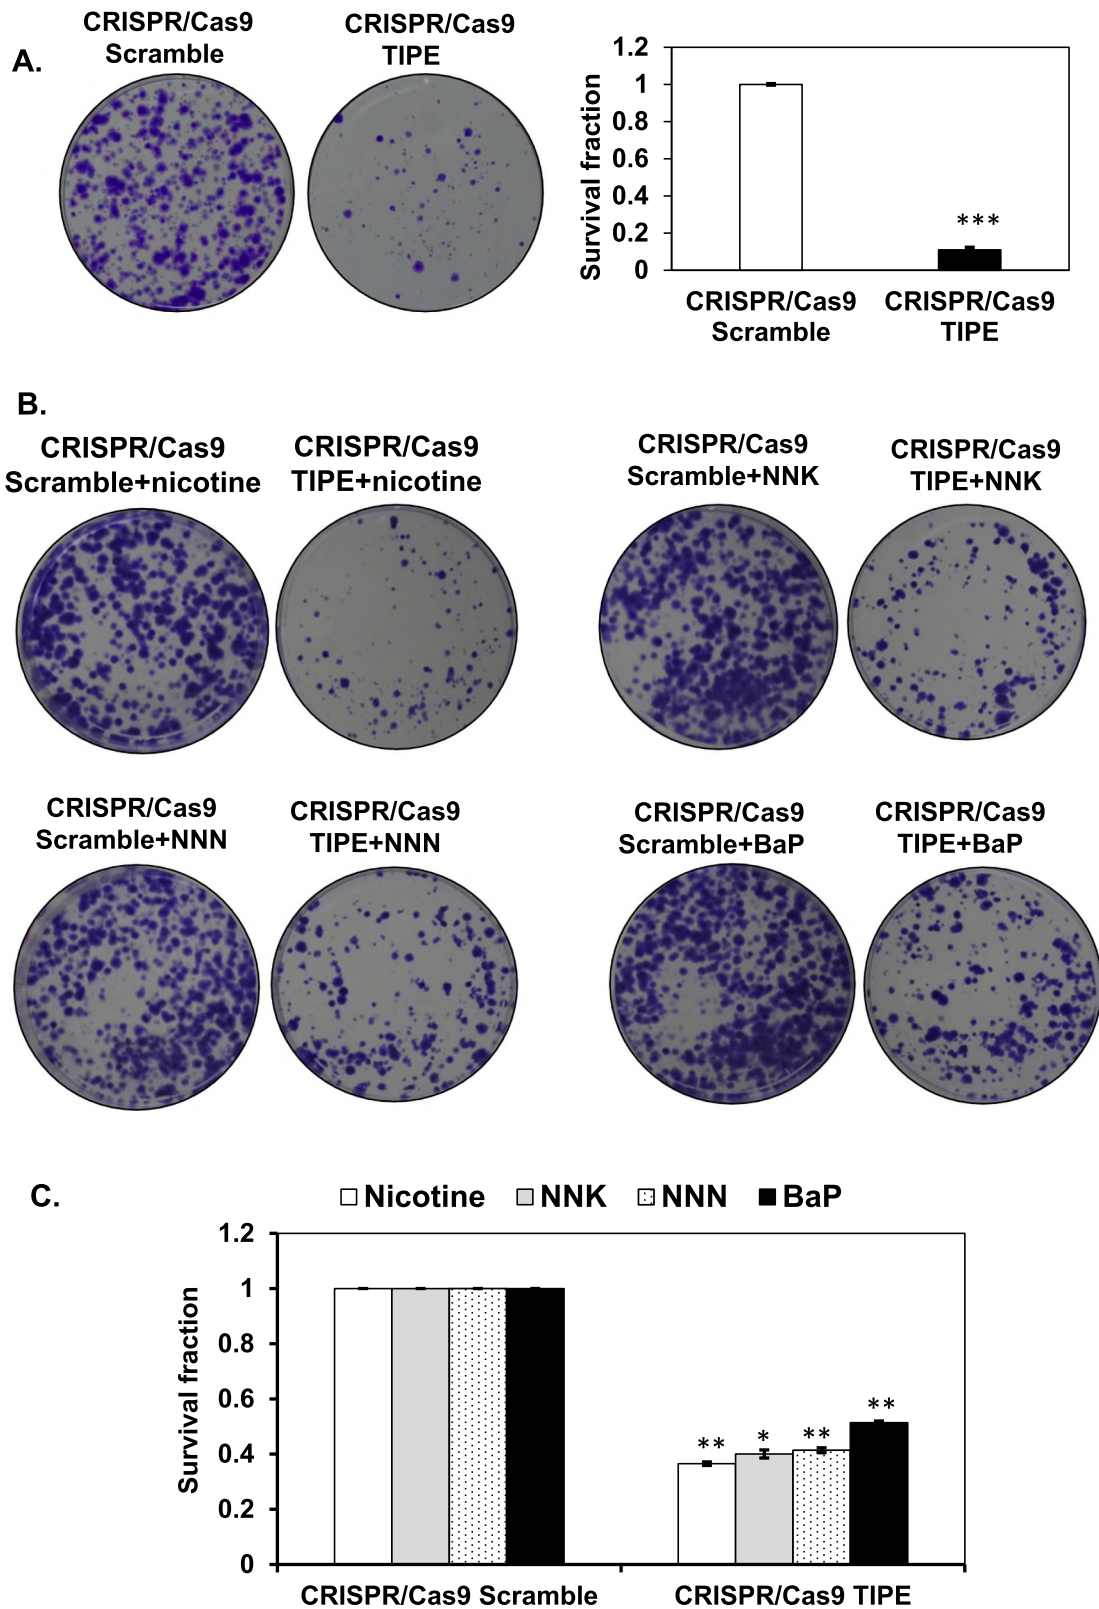 A.
CRISPR/Cas9
Scramble
CRISPR/Cas9
TIPE
Survival fraction
1.2
1
0.8
0.6
0.4
0.2
0
***
CRISPR/Cas9
Scramble
CRISPR/Cas9
TIPE
B.
CRISPR/Cas9
Scramble+nicotine
CRISPR/Cas9
TIPE+nicotine
CRISPR/Cas9
Scramble+NNK
CRISPR/Cas9
TIPE+NNK
CRISPR/Cas9
Scramble+NNN
CRISPR/Cas9
TIPE+NNN
CRISPR/Cas9
Scramble+BaP
CRISPR/Cas9
TIPE+BaP
C.
Nicotine NNK NNN BaP
Survival fraction
1.2
1
0.8
0.6
0.4
0.2
0
** * ** **
CRISPR/Cas9 Scramble
CRISPR/Cas9 TIPE